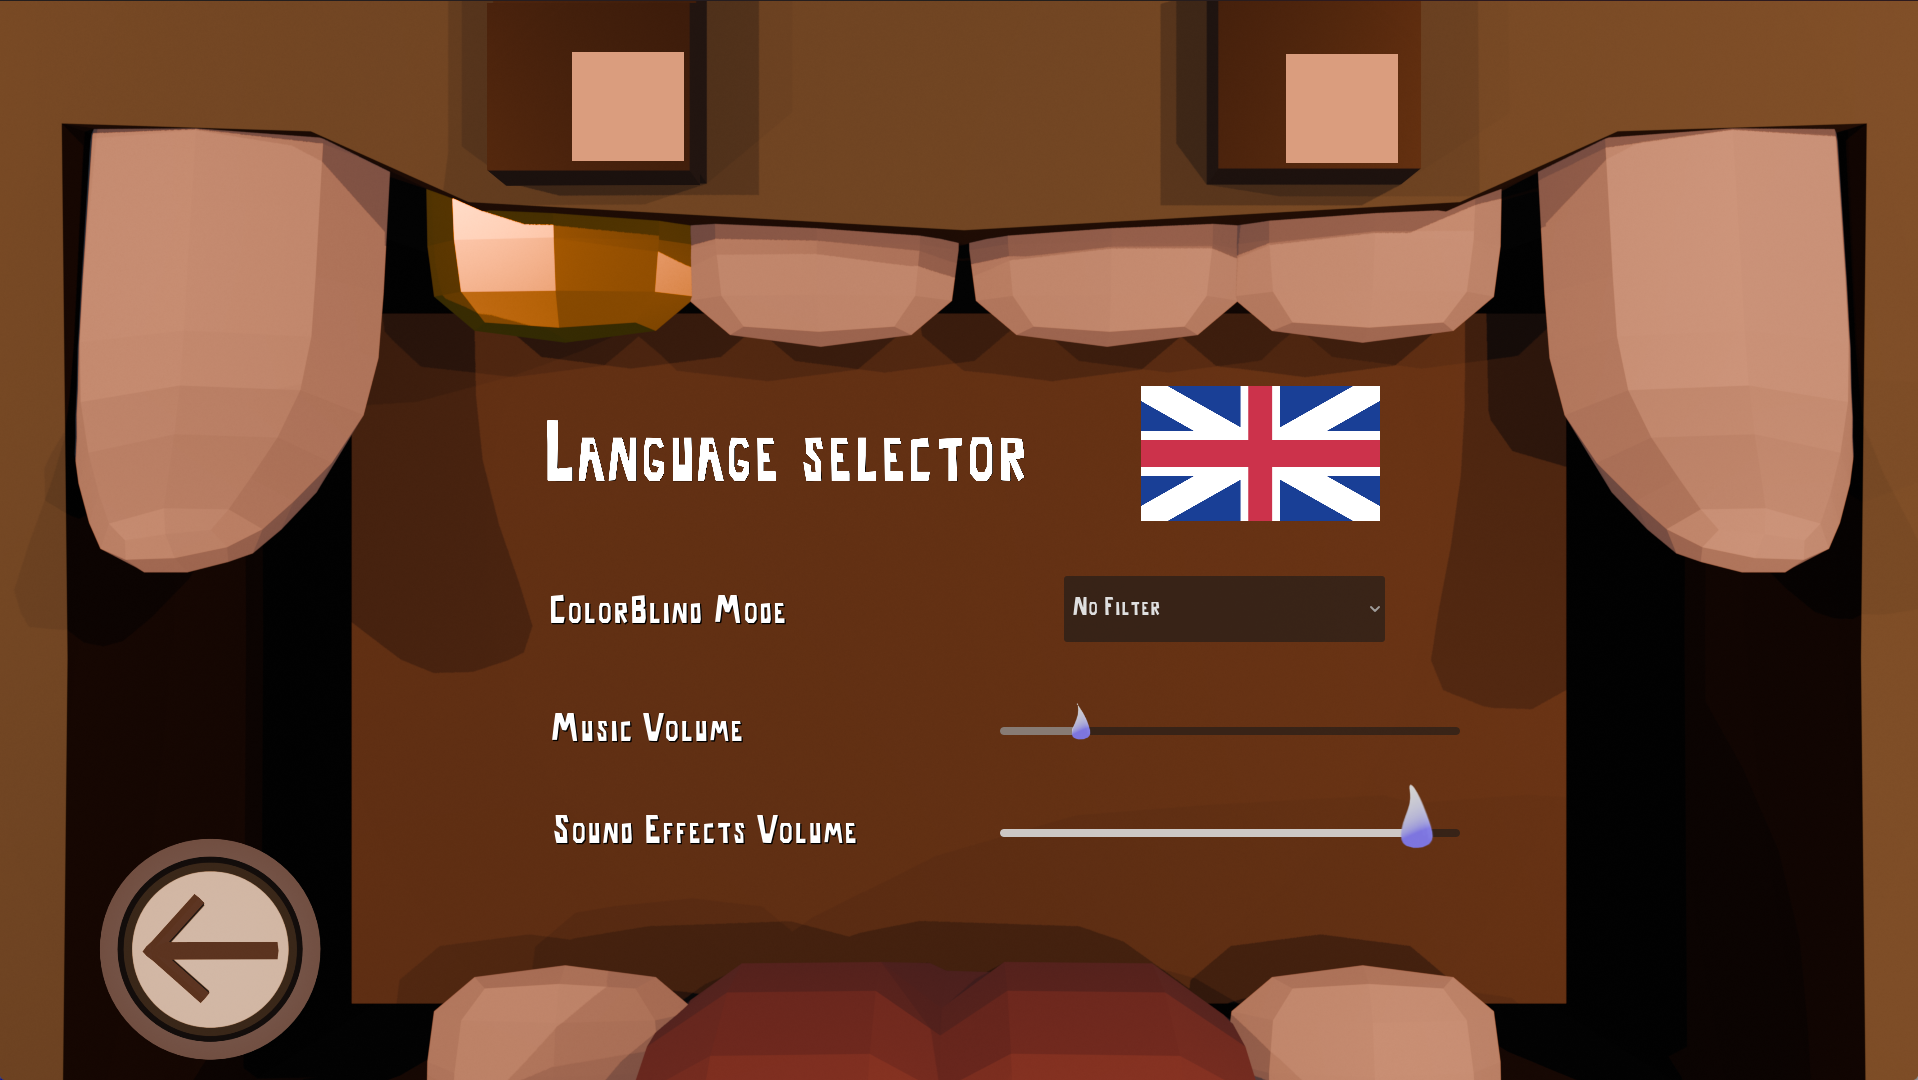 Language selector
ColorBlind Mode
No Filter
Music Volume
Sound Effects Volume